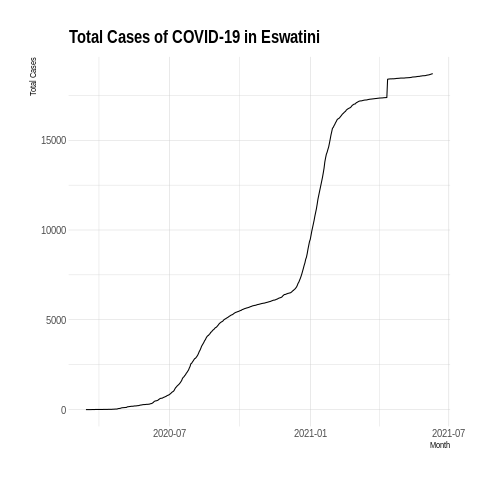 Total Cases of COVID-19 in Eswatini
Total Cases
15000
10000
5000
0
2020-07 2021-01 2021-07
Month